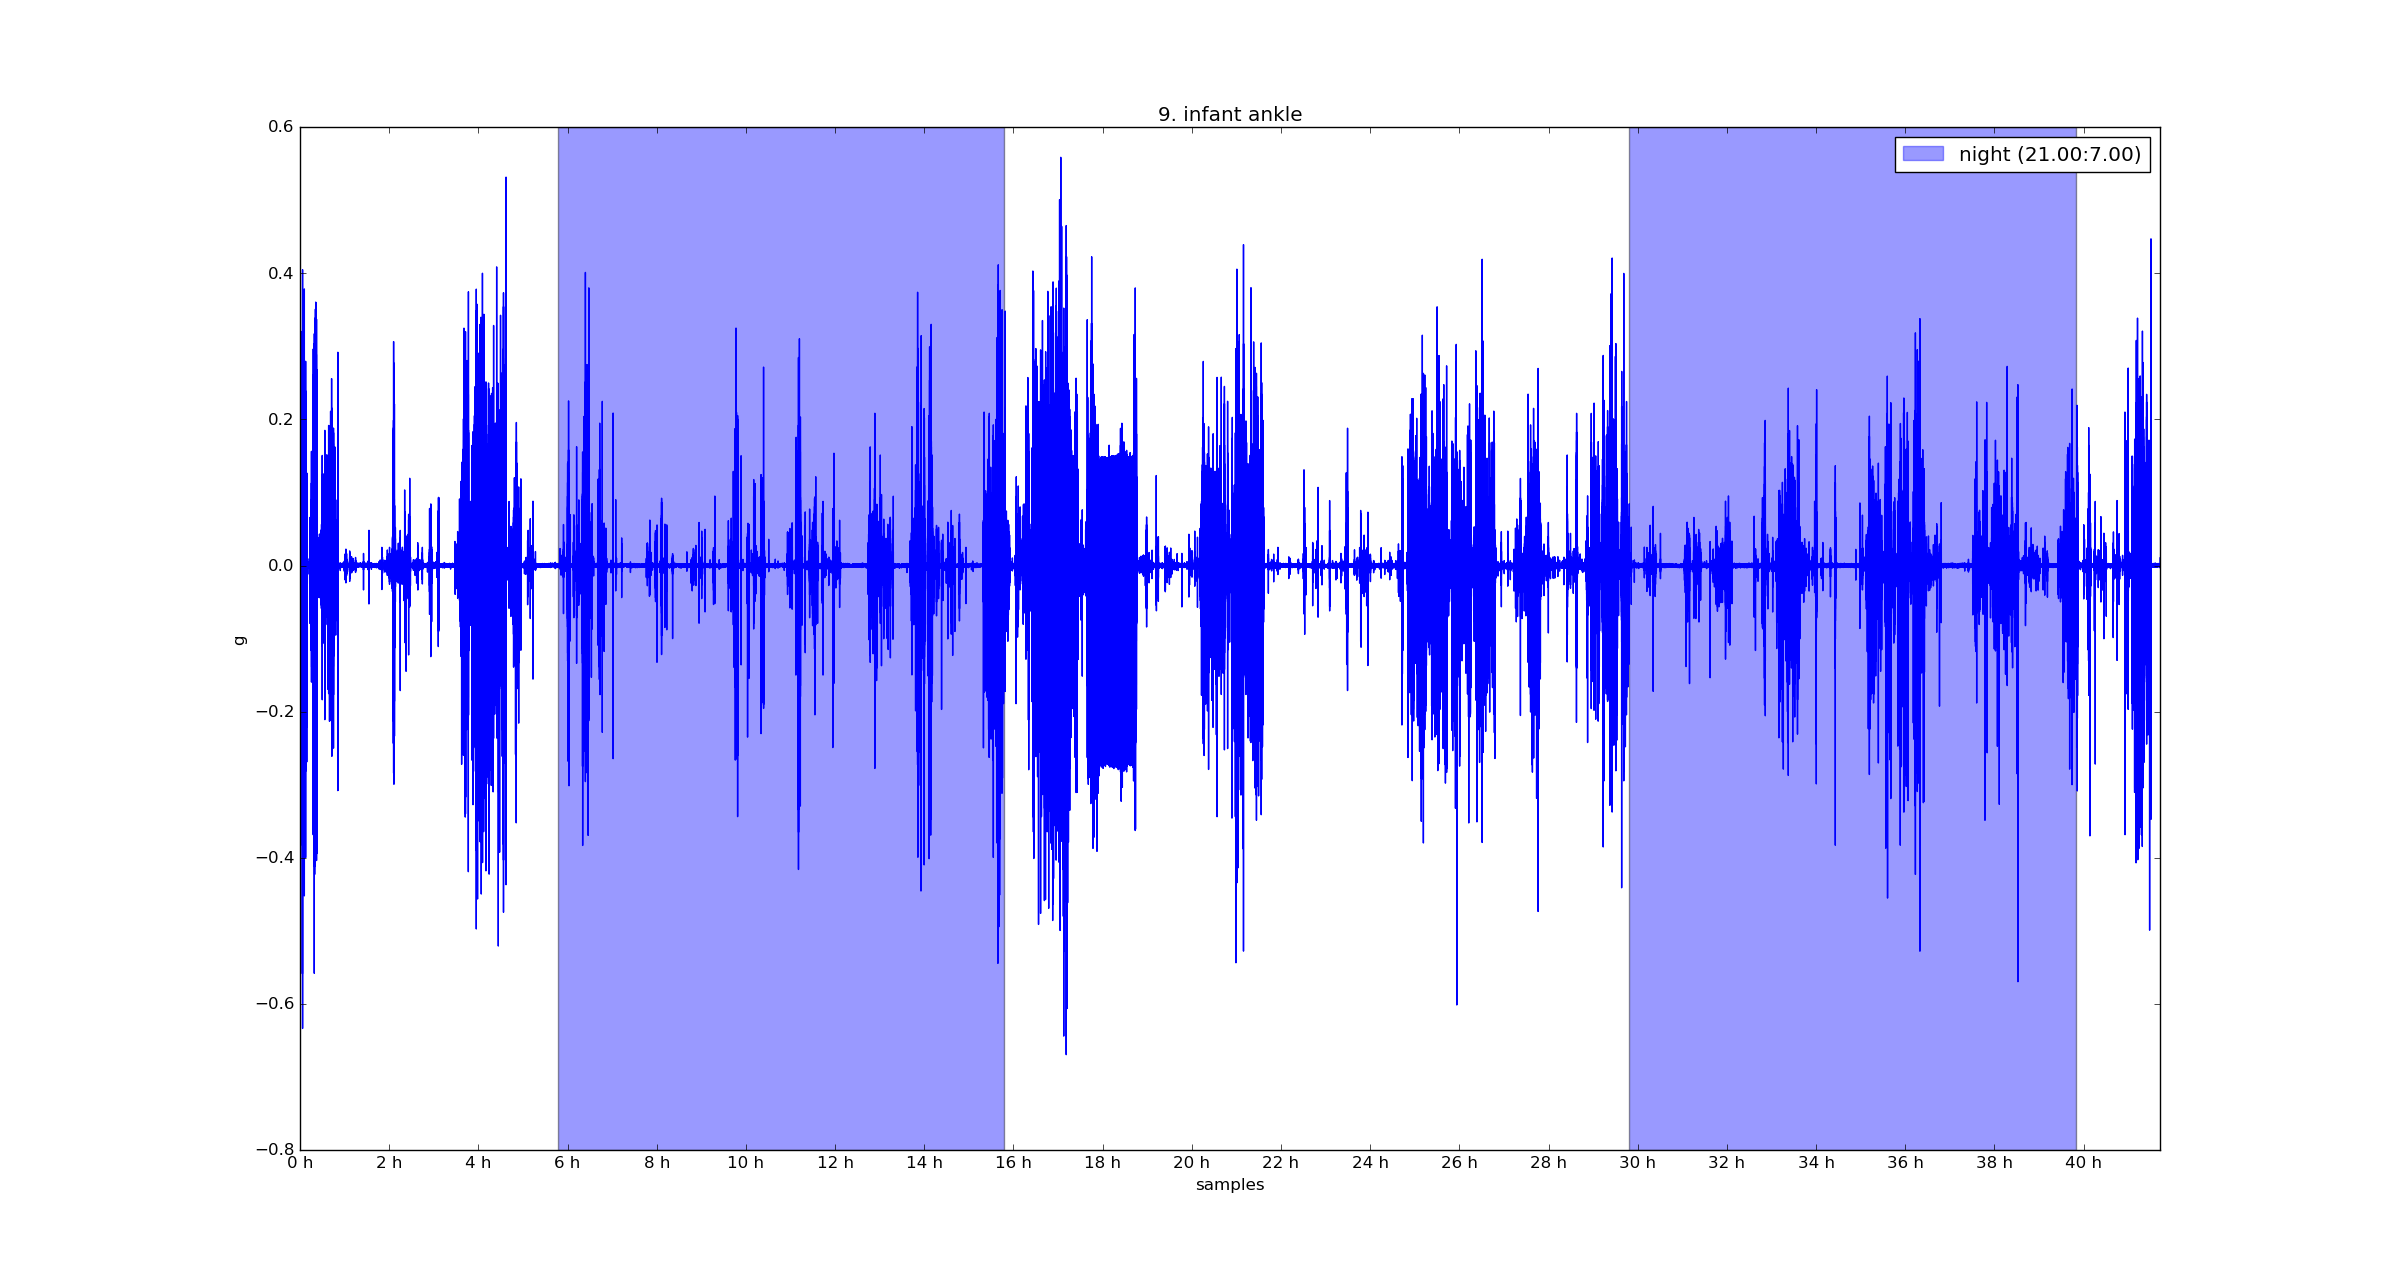 9. infant ankle
night (21.00:7.00)
0.6
0.4
0.2
0.0
−0.2
−0.4
−0.6
−0.8
g
0 h 2 h 4 h 6 h 8 h 10 h 12 h 14 h 16 h 18 h 20 h 22 h 24 h 26 h 28 h 30 h 32 h 34 h 36 h 38 h 40 h
samples